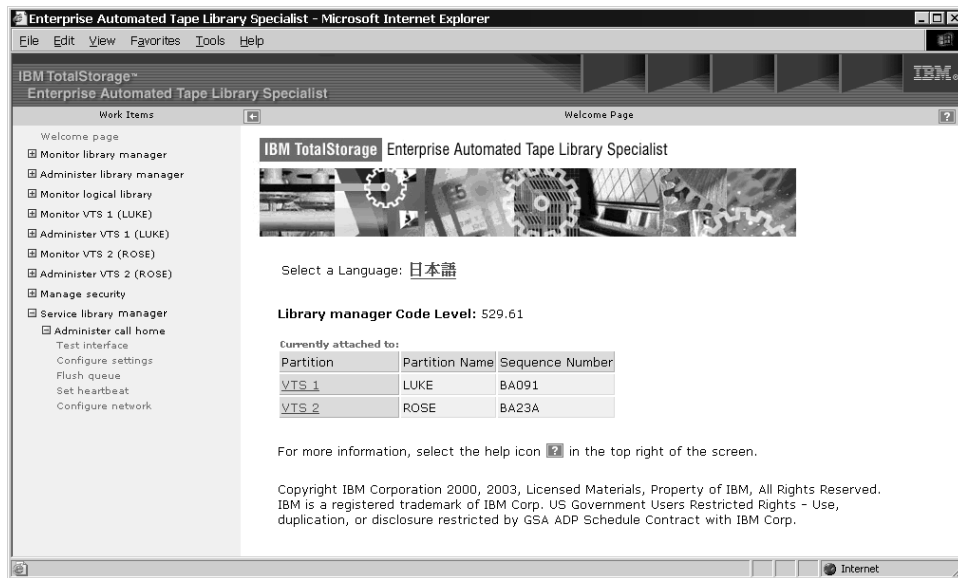 Enterprise Automated Tape Library Specialist - Microsoft Internet Explorer
File Edit View Favorites Tools Help
IBM TotalStorage™
Enterprise Automated Tape Library Specialist
IBM®
Work Items
Welcome Page
?
Welcome page
Monitor library manager
Administer library manager
Monitor logical library
Monitor VTS 1 (LUKE)
Administer VTS 1 (LUKE)
Monitor VTS 2 (ROSE)
Administer VTS 2 (ROSE)
Manage security
Service library manager
Administer call home
Test interface
Configure settings
Flush queue
Set heartbeat
Configure network
IBM TotalStorage Enterprise Automated Tape Library Specialist
Select a Language: 日本語
Library manager Code Level: 529.61
Currently attached to:
Partition Partition Name Sequence Number
VTS 1 LUKE BA091
VTS 2 ROSE BA23A
For more information, select the help icon ? in the top right of the screen.
Copyright IBM Corporation 2000, 2003, Licensed Materials, Property of IBM, All Rights Reserved.
IBM is a registered trademark of IBM Corp. US Government Users Restricted Rights - Use,
duplication, or disclosure restricted by GSA ADP Schedule Contract with IBM Corp.
Internet